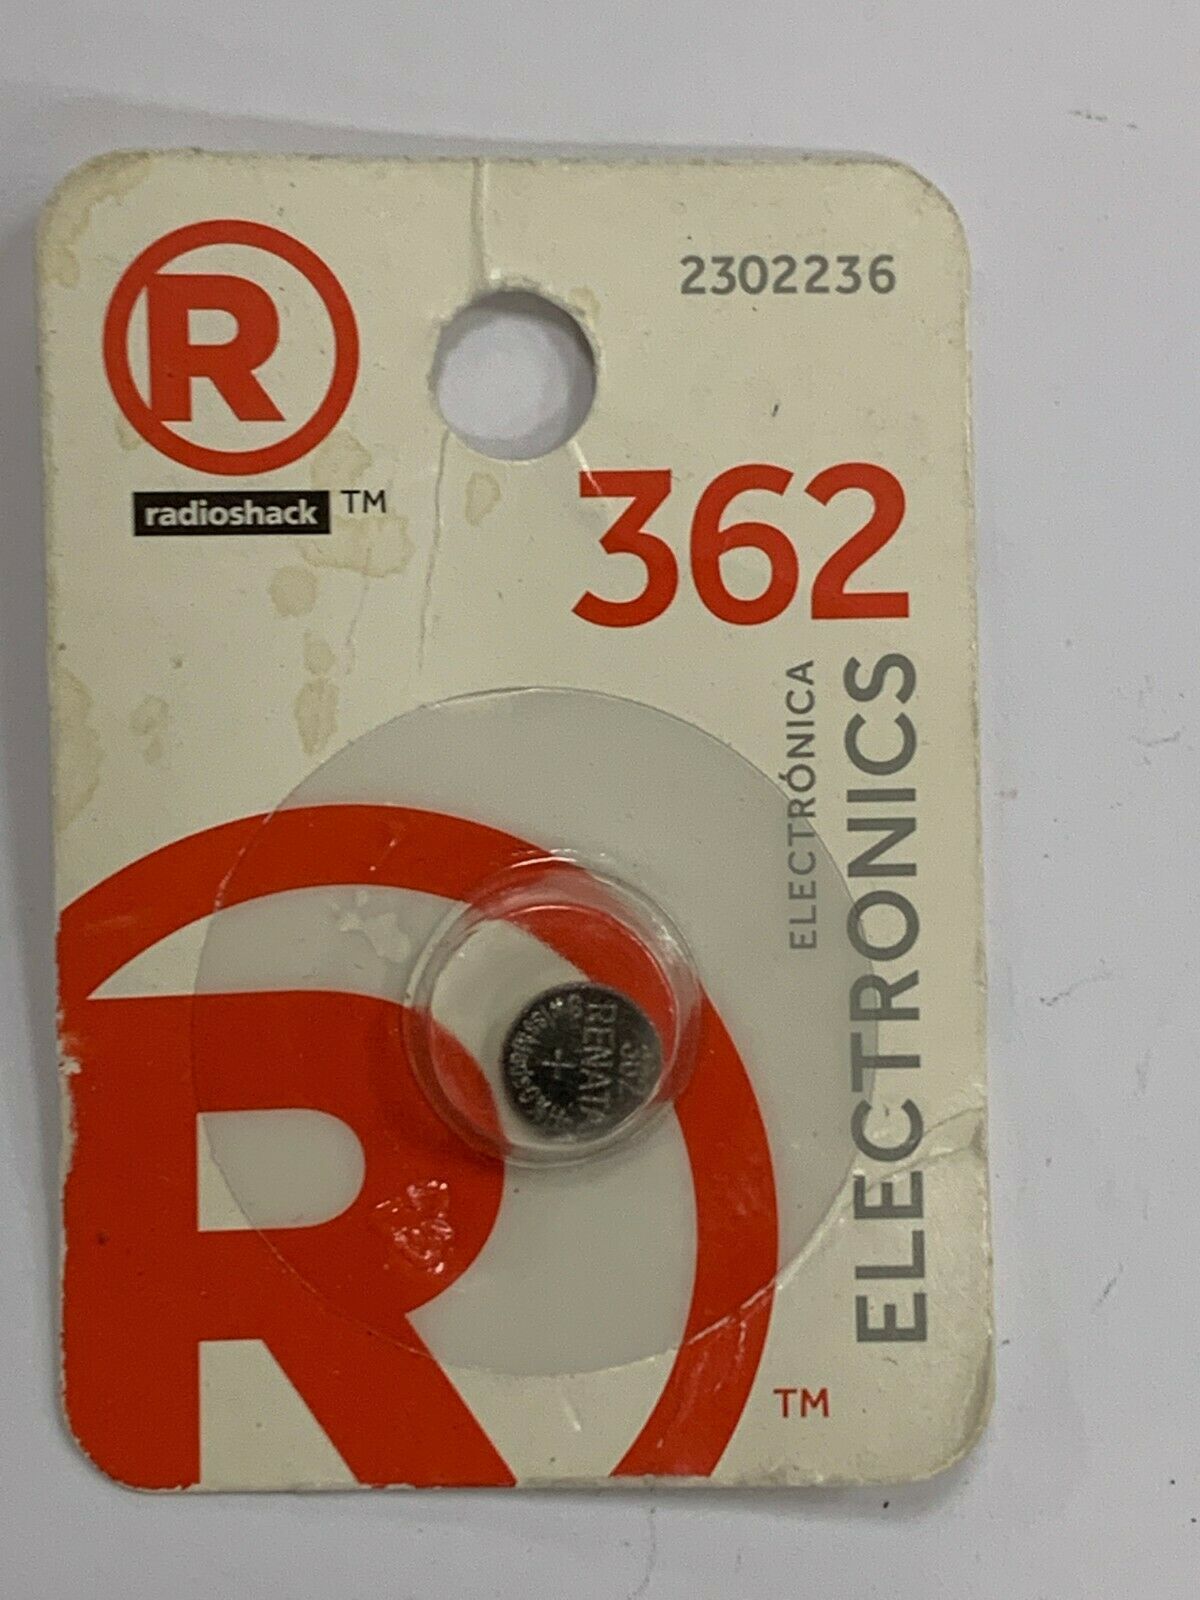 R
radioshack TM
2302236
362
ELECTRÓNICA
ELECTRONICS
RENATA
362
+
R
TM